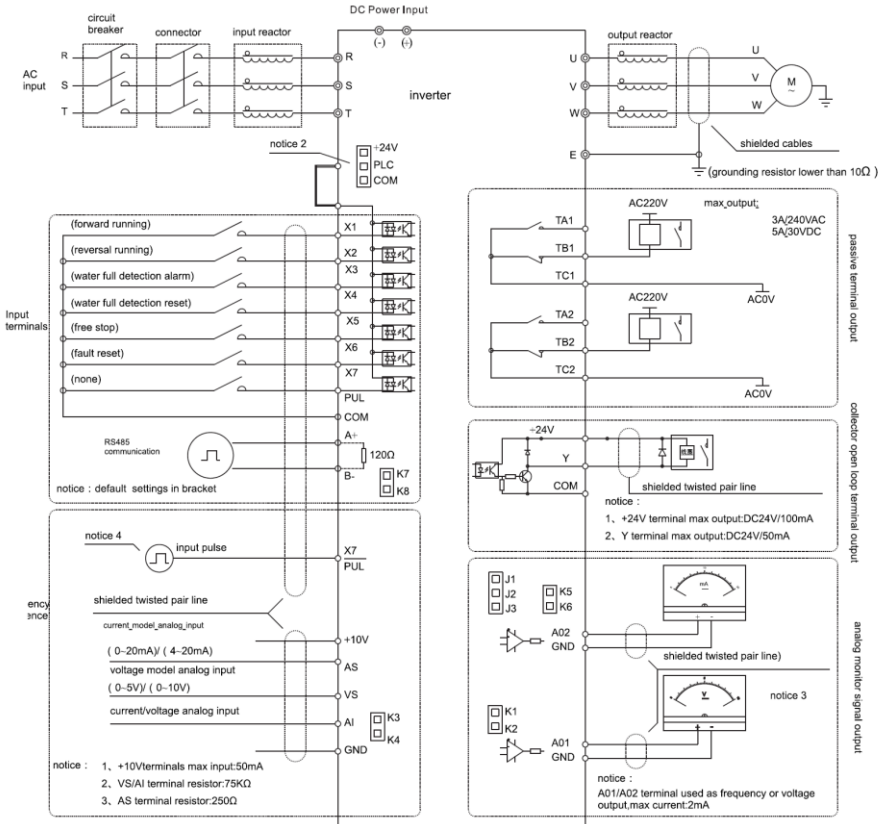 DC Power Input
(-) (+)
circuit
breaker
connector
input reactor
output reactor
AC
input
R
S
T
R
S
T
inverter
U
V
W
U
V
W
M
~
E
shielded cables
(grounding resistor lower than 10Ω )
notice 2
+24V
PLC
COM
Input
terminals
(forward running)
(reversal running)
(water full detection alarm)
(water full detection reset)
(free stop)
(fault reset)
(none)
X1
X2
X3
X4
X5
X6
X7
PUL
COM
RS485
communication
A+
B-
120Ω
K7
K8
notice : default settings in bracket
TA1
TB1
TC1
AC220V
max_output:
3A/240VAC
5A/30VDC
AC0V
TA2
TB2
TC2
AC220V
AC0V
passive terminal output
÷24V
Y
COM
线圈
shielded twisted pair line
notice :
1、+24V terminal max output:DC24V/100mA
2、Y terminal max output:DC24V/50mA
collector open loop terminal output
notice 4
input pulse
X7
PUL
ency
ence
shielded twisted pair line
current_model_analog_input
( 0~20mA)/ ( 4~20mA)
voltage model analog input
( 0~5V)/ ( 0~10V)
current/voltage analog input
+10V
AS
VS
AI
GND
K3
K4
notice :
1、+10Vterminals max input:50mA
2、VS/AI terminal resistor:75KΩ
3、AS terminal resistor:250Ω
J1
J2
J3
K5
K6
mA
+ -
A02
GND
shielded twisted pair line)
notice 3
K1
K2
V
+ -
A01
GND
notice :
A01/A02 terminal used as frequency or voltage
output,max current:2mA
analog monitor signal output